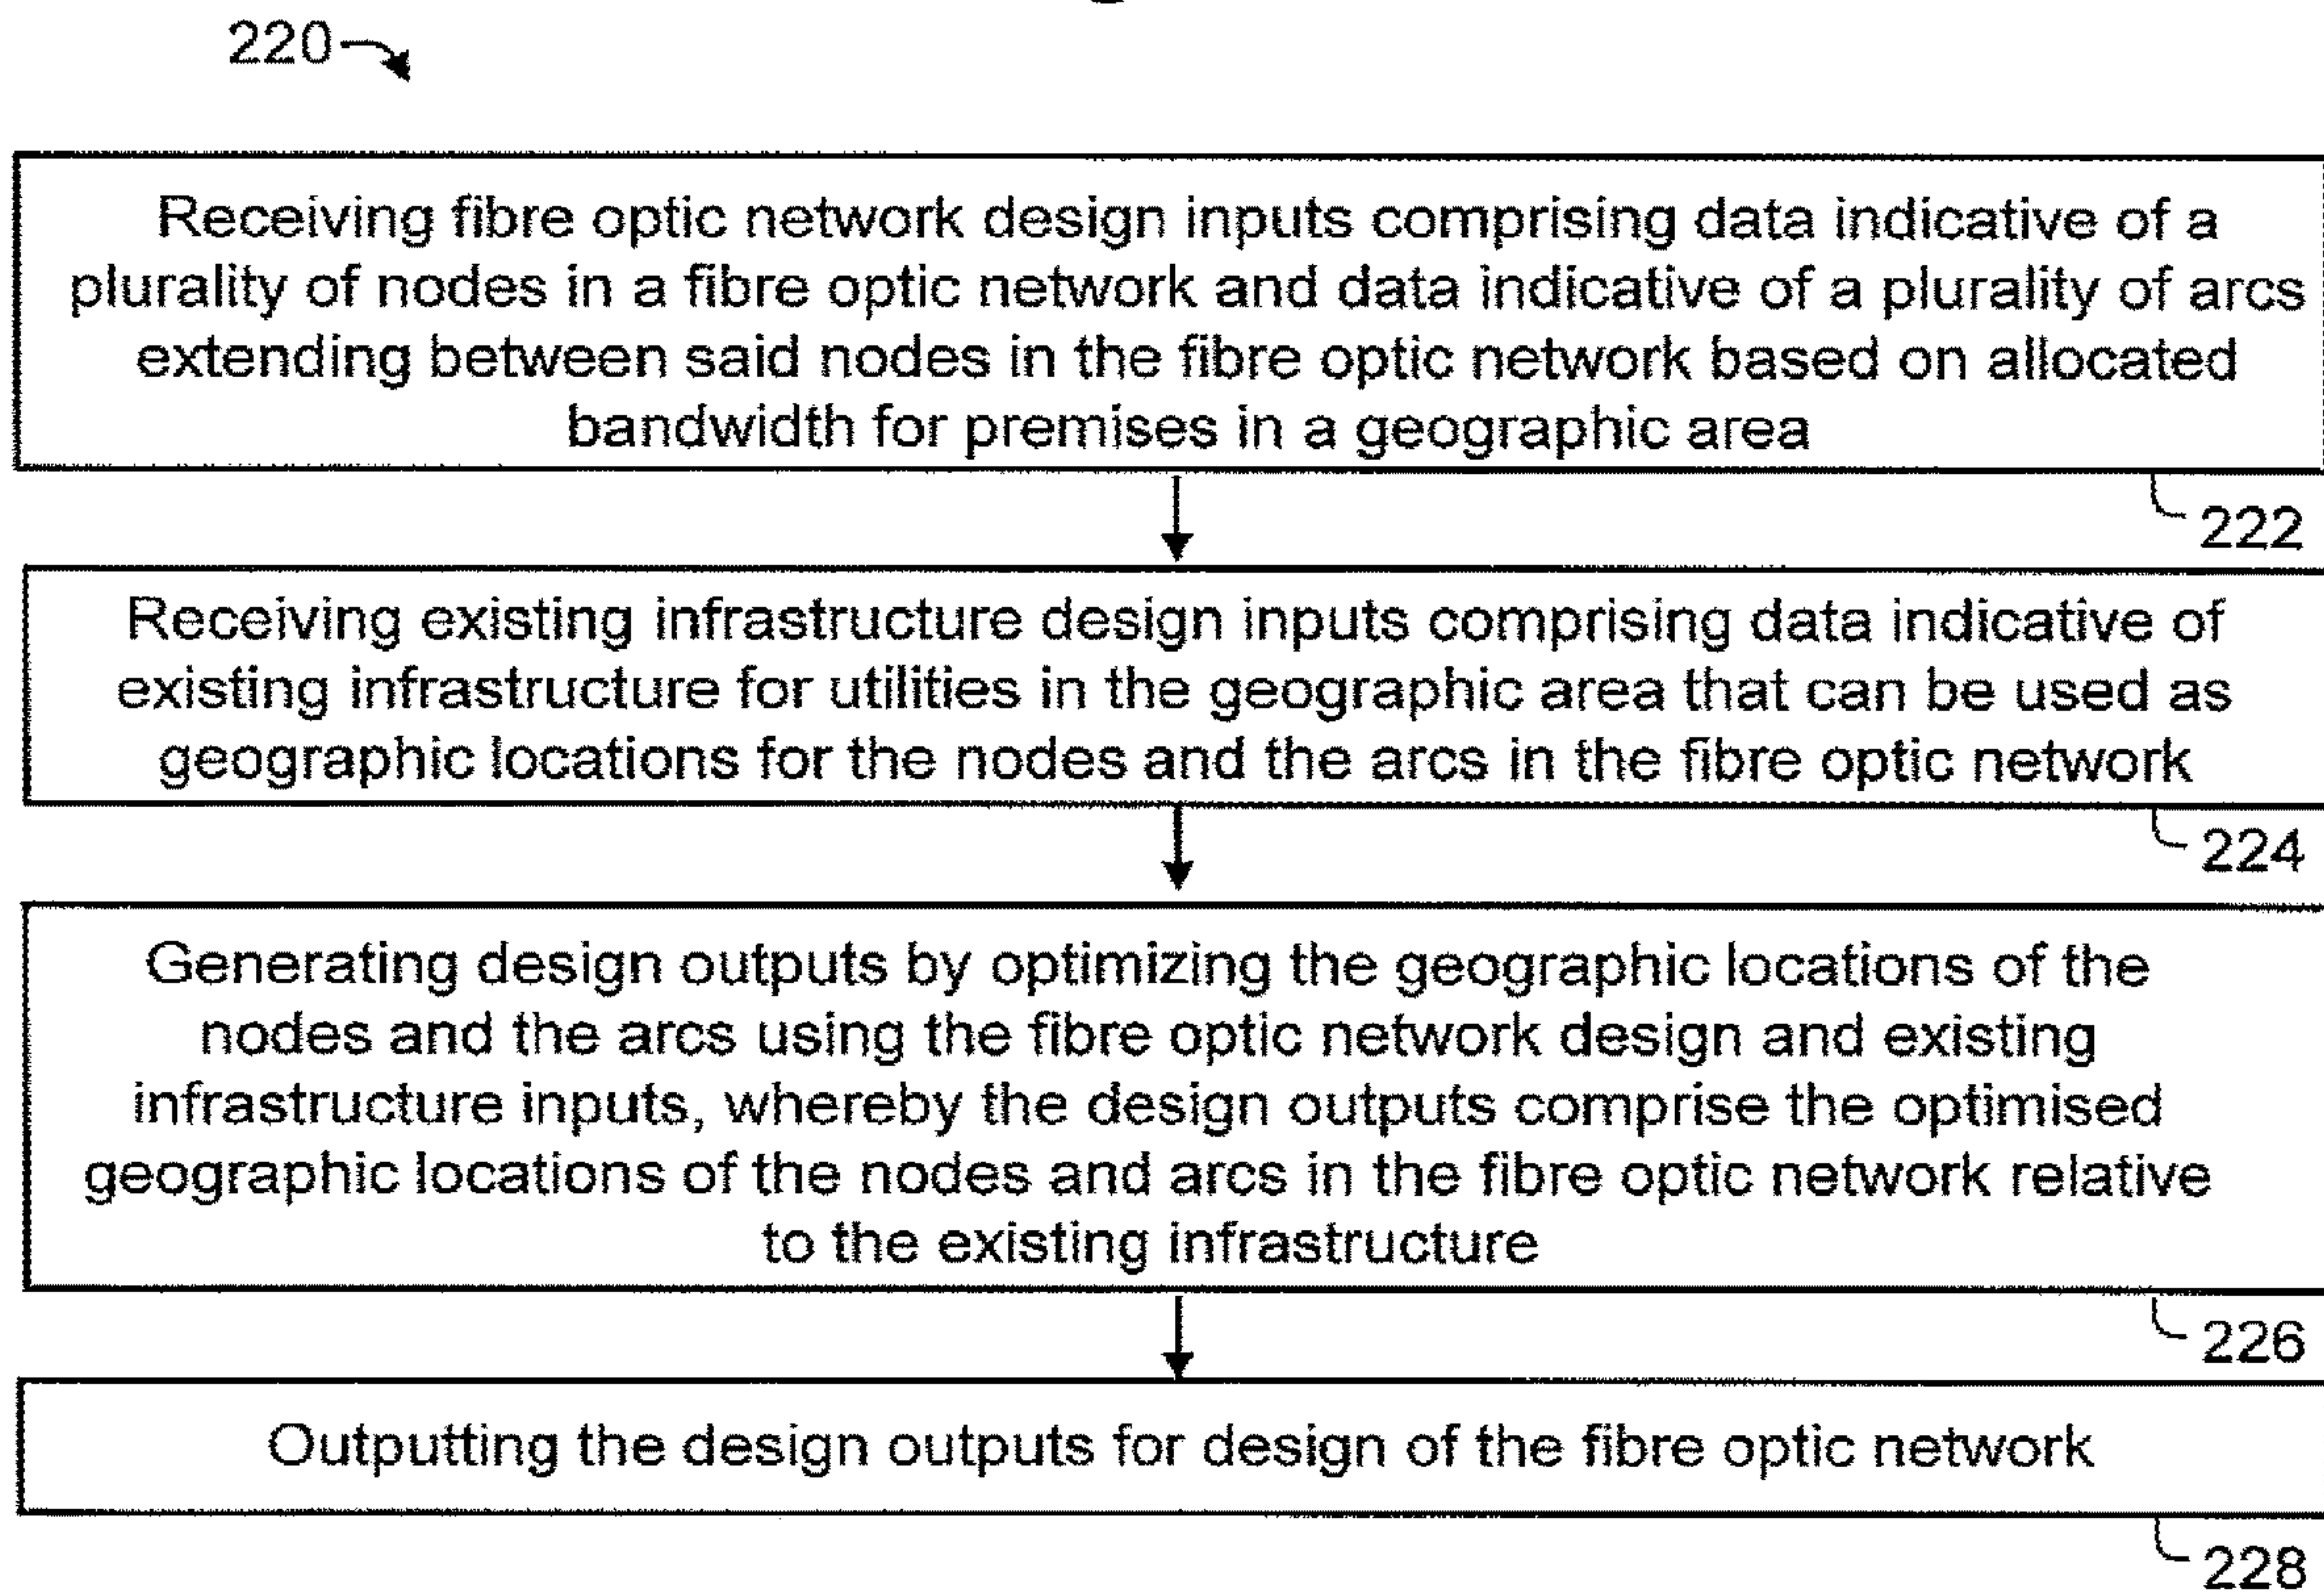 220
Receiving fibre optic network design inputs comprising data indicative of a
plurality of nodes in a fibre optic network and data indicative of a plurality of arcs
extending between said nodes in the fibre optic network based on allocated
bandwidth for premises in a geographic area
222
Receiving existing infrastructure design inputs comprising data indicative of
existing infrastructure for utilities in the geographic area that can be used as
geographic locations for the nodes and the arcs in the fibre optic network
224
Generating design outputs by optimizing the geographic locations of the
nodes and the arcs using the fibre optic network design and existing
infrastructure inputs, whereby the design outputs comprise the optimised
geographic locations of the nodes and arcs in the fibre optic network relative
to the existing infrastructure
226
Outputting the design outputs for design of the fibre optic network
228